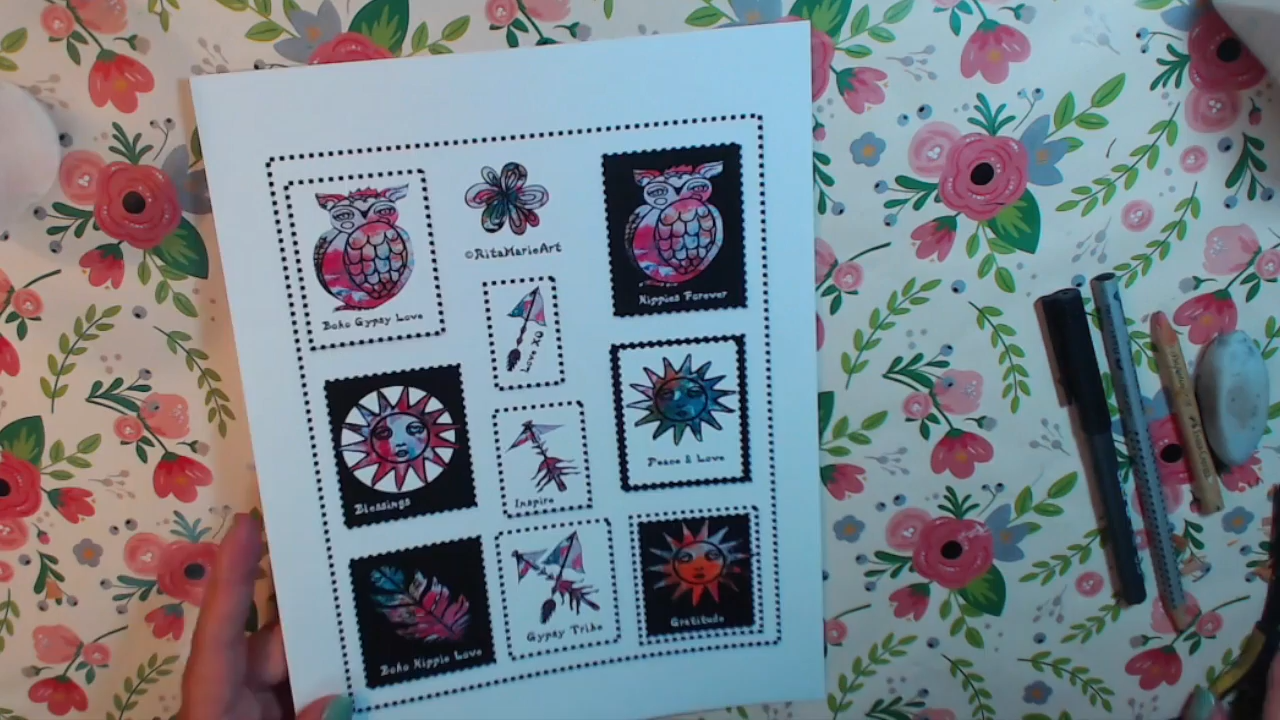 Boho Gypsy Love
©RitaMarieArt
Hippies Forever
Love XO
Blessings
Inspire
Peace & Love
Boho Hippie Love
Gypsy Tribe
Gratitude